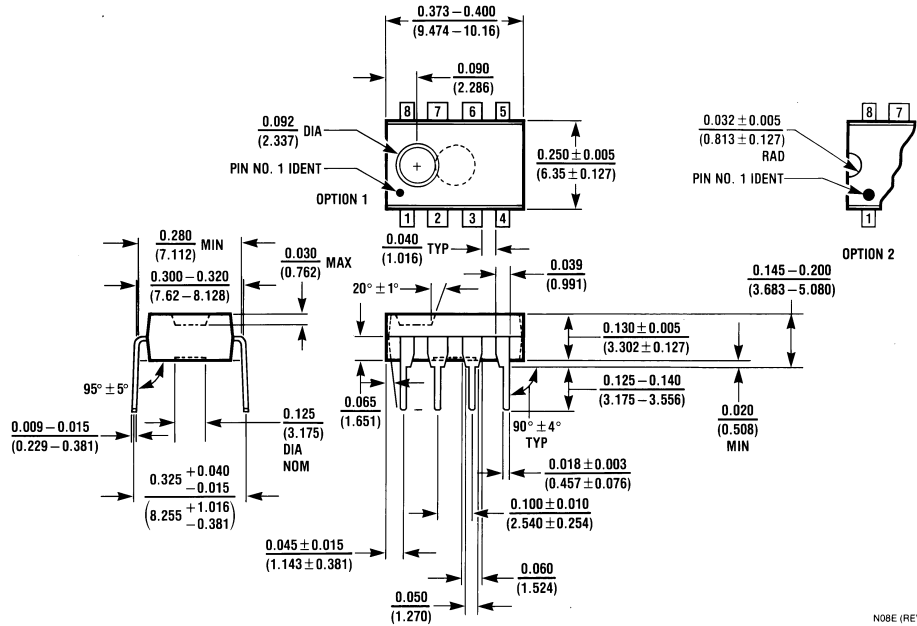 0.373–0.400
(9.474–10.16)
0.090
(2.286)
8 7 6 5
8 7
0.092 DIA
(2.337)
0.032 ± 0.005
(0.813 ± 0.127)
RAD
PIN NO. 1 IDENT
0.250 ± 0.005
(6.35 ± 0.127)
PIN NO. 1 IDENT
OPTION 1
1 2 3 4
1
OPTION 2
0.280 MIN
(7.112)
0.030 MAX
(0.762)
0.040 TYP
(1.016)
0.039
(0.991)
0.145–0.200
(3.683–5.080)
0.300–0.320
(7.62–8.128)
20° ± 1°
0.130 ± 0.005
(3.302 ± 0.127)
95° ± 5°
0.065
(1.651)
0.125–0.140
(3.175–3.556)
90° ± 4°
TYP
0.020
(0.508)
MIN
0.009–0.015
(0.229–0.381)
0.125
(3.175)
DIA
NOM
0.018 ± 0.003
(0.457 ± 0.076)
0.325 +0.040
−0.015
(8.255 +1.016
−0.381)
0.100 ± 0.010
(2.540 ± 0.254)
0.045 ± 0.015
(1.143 ± 0.381)
0.060
(1.524)
0.050
(1.270)
N08E (RE